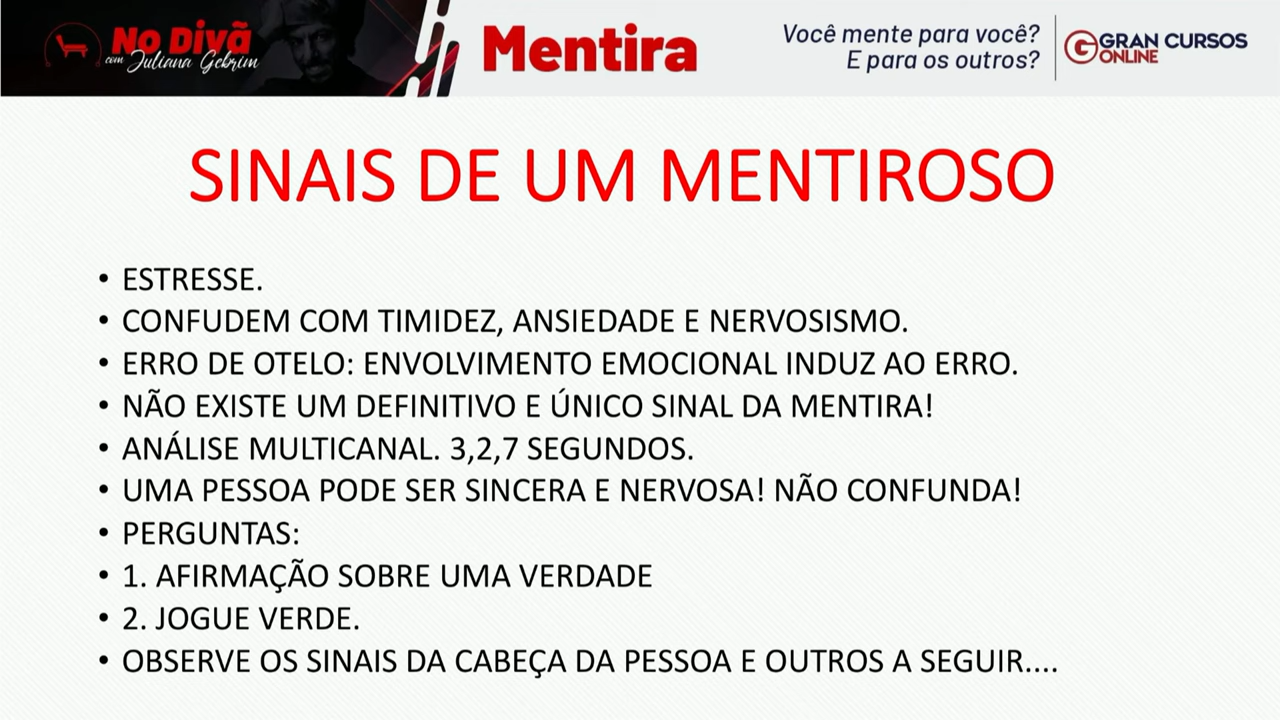 No Divã
com Juliana Gebrim
Mentira
Você mente para você?
E para os outros?
GRAN CURSOS
ONLINE
SINAIS DE UM MENTIROSO
• ESTRESSE.
• CONFUDEM COM TIMIDEZ, ANSIEDADE E NERVOSISMO.
• ERRO DE OTELO: ENVOLVIMENTO EMOCIONAL INDUZ AO ERRO.
• NÃO EXISTE UM DEFINITIVO E ÚNICO SINAL DA MENTIRA!
• ANÁLISE MULTICANAL. 3,2,7 SEGUNDOS.
• UMA PESSOA PODE SER SINCERA E NERVOSA! NÃO CONFUNDA!
• PERGUNTAS:
• 1. AFIRMAÇÃO SOBRE UMA VERDADE
• 2. JOGUE VERDE.
• OBSERVE OS SINAIS DA CABEÇA DA PESSOA E OUTROS A SEGUIR....